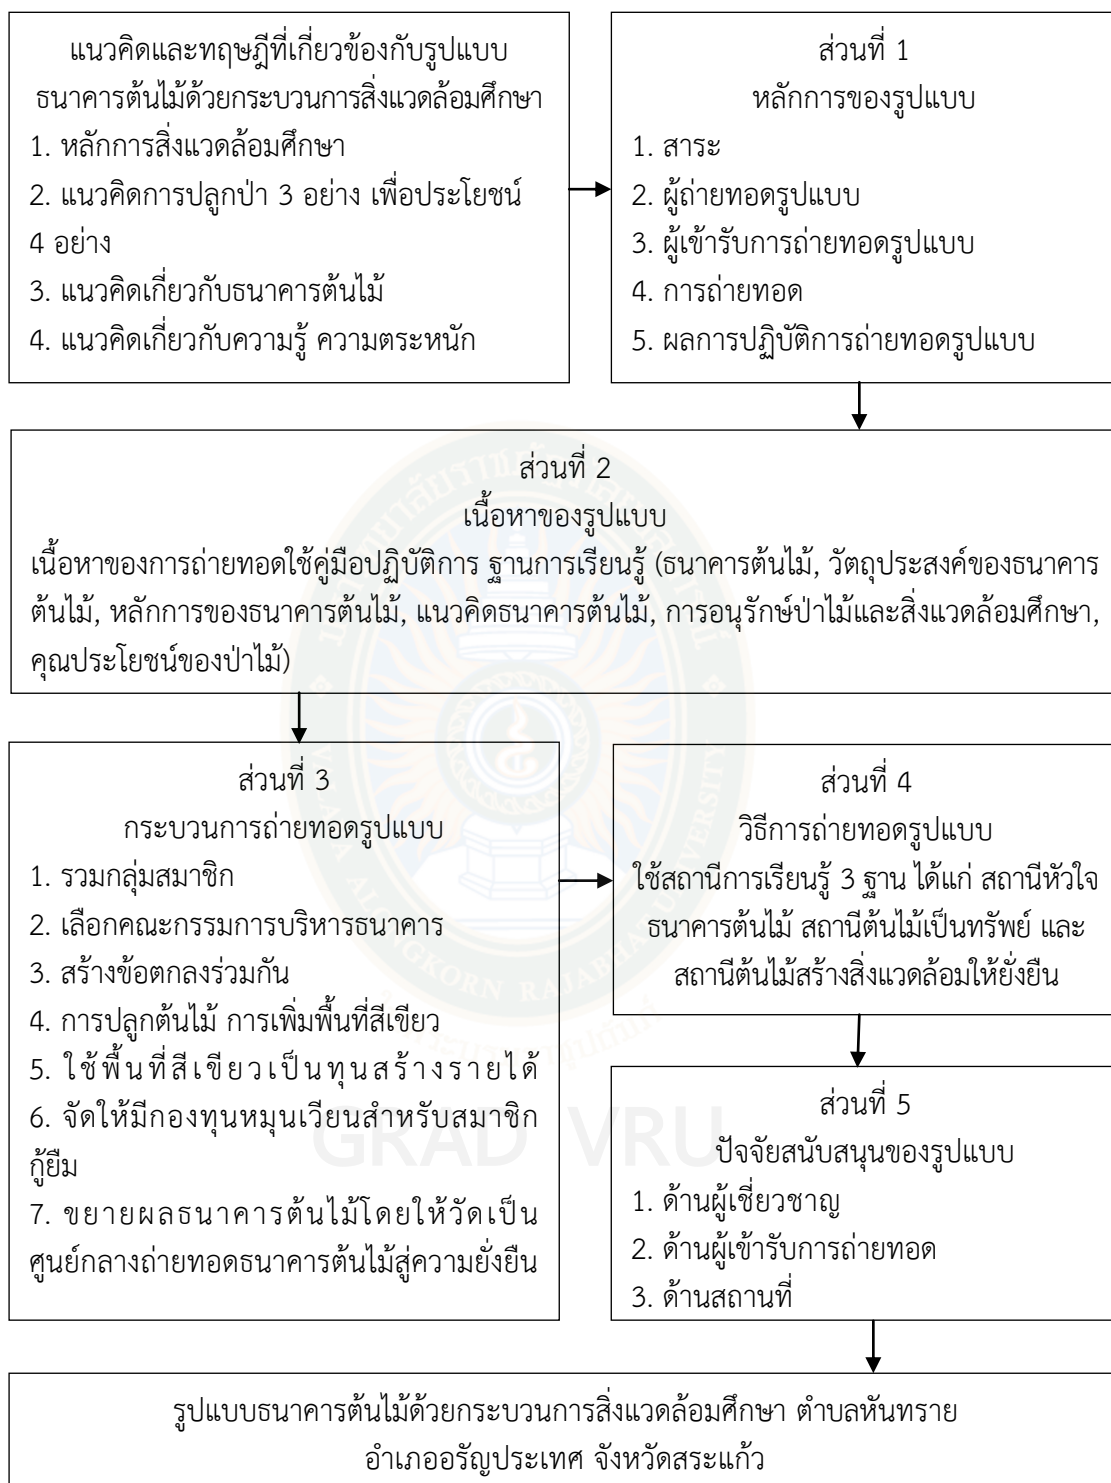 แนวคิดและทฤษฎีที่เกี่ยวข้องกับรูปแบบ
ธนาคารต้นไม้ด้วยกระบวนการสิ่งแวดล้อมศึกษา
1. หลักการสิ่งแวดล้อมศึกษา
2. แนวคิดการปลูกป่า 3 อย่าง เพื่อประโยชน์
4 อย่าง
3. แนวคิดเกี่ยวกับธนาคารต้นไม้
4. แนวคิดเกี่ยวกับความรู้ ความตระหนัก
ส่วนที่ 1
หลักการของรูปแบบ
1. สาระ
2. ผู้ถ่ายทอดรูปแบบ
3. ผู้เข้ารับการถ่ายทอดรูปแบบ
4. การถ่ายทอด
5. ผลการปฏิบัติการถ่ายทอดรูปแบบ
ส่วนที่ 2
เนื้อหาของรูปแบบ
เนื้อหาของการถ่ายทอดใช้คู่มือปฏิบัติการ ฐานการเรียนรู้ (ธนาคารต้นไม้, วัตถุประสงค์ของธนาคาร
ต้นไม้, หลักการของธนาคารต้นไม้, แนวคิดธนาคารต้นไม้, การอนุรักษ์ป่าไม้และสิ่งแวดล้อมศึกษา,
คุณประโยชน์ของป่าไม้)
ส่วนที่ 3
กระบวนการถ่ายทอดรูปแบบ
1. รวมกลุ่มสมาชิก
2. เลือกคณะกรรมการบริหารธนาคาร
3. สร้างข้อตกลงร่วมกัน
4. การปลูกต้นไม้ การเพิ่มพื้นที่สีเขียว
5. ใช้พื้นที่สีเขียวเป็นทุนสร้างรายได้
6. จัดให้มีกองทุนหมุนเวียนสำหรับสมาชิก
กู้ยืม
7. ขยายผลธนาคารต้นไม้โดยให้วัดเป็น
ศูนย์กลางถ่ายทอดธนาคารต้นไม้สู่ความยั่งยืน
ส่วนที่ 4
วิธีการถ่ายทอดรูปแบบ
ใช้สถานีการเรียนรู้ 3 ฐาน ได้แก่ สถานีหัวใจ
ธนาคารต้นไม้ สถานีต้นไม้เป็นทรัพย์ และ
สถานีต้นไม้สร้างสิ่งแวดล้อมให้ยั่งยืน
ส่วนที่ 5
ปัจจัยสนับสนุนของรูปแบบ
1. ด้านผู้เชี่ยวชาญ
2. ด้านผู้เข้ารับการถ่ายทอด
3. ด้านสถานที่
รูปแบบธนาคารต้นไม้ด้วยกระบวนการสิ่งแวดล้อมศึกษา ตำบลหันทราย
อำเภออรัญประเทศ จังหวัดสระแก้ว
GRAD VRU